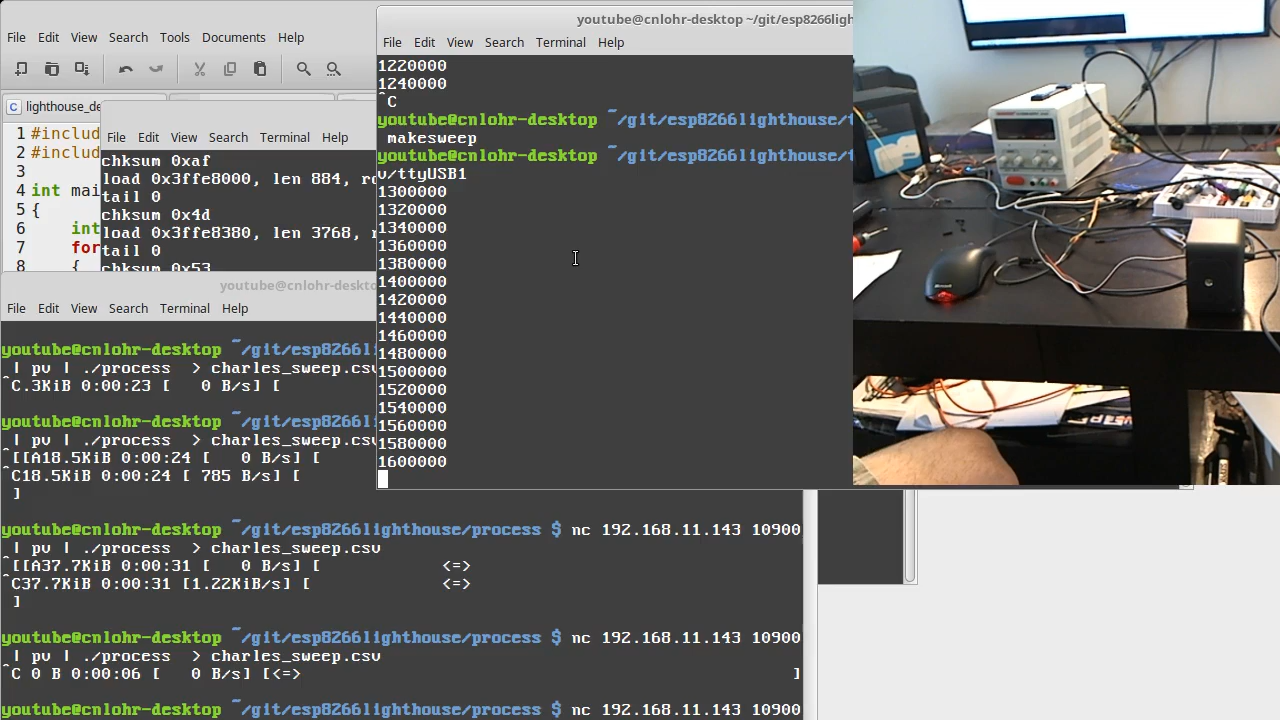 File Edit View Search Tools Documents Help
lighthouse_de
1 #includ
2 #includ
3
4 int mai
5 {
6 int
7 for
8 {
File Edit View Search Terminal Help
chksum 0xaf
load 0x3ffe8000, len 884, ro
tail 0
chksum 0x4d
load 0x3ffe8380, len 3768, r
tail 0
chksum 0x53
youtube@cnlohr-desktop ~/git/esp8266ligh
File Edit View Search Terminal Help
1220000
1240000
^C
youtube@cnlohr-desktop ~/git/esp8266lighthouse/t
makesweep
youtube@cnlohr-desktop ~/git/esp8266lighthouse/t
v/ttyUSB1
1300000
1320000
1340000
1360000
1380000
1400000
1420000
1440000
1460000
1480000
1500000
1520000
1540000
1560000
1580000
1600000
youtube@cnlohr-deskto
File Edit View Search Terminal Help
youtube@cnlohr-desktop ~/git/esp8266li
| pv | ./process > charles_sweep.csv
^C.3KiB 0:00:23 [ 0 B/s] [
youtube@cnlohr-desktop ~/git/esp8266li
| pv | ./process > charles_sweep.csv
^[[A18.5KiB 0:00:24 [ 0 B/s] [
^C18.5KiB 0:00:24 [ 785 B/s] [
]
youtube@cnlohr-desktop ~/git/esp8266lighthouse/process $ nc 192.168.11.143 10900
| pv | ./process > charles_sweep.csv
^[[A37.7KiB 0:00:31 [ 0 B/s] [ <=>
^C37.7KiB 0:00:31 [1.22KiB/s] [ <=>
]
youtube@cnlohr-desktop ~/git/esp8266lighthouse/process $ nc 192.168.11.143 10900
| pv | ./process > charles_sweep.csv
^C 0 B 0:00:06 [ 0 B/s] [<=> ]
youtube@cnlohr-desktop ~/git/esp8266lighthouse/process $ nc 192.168.11.143 10900